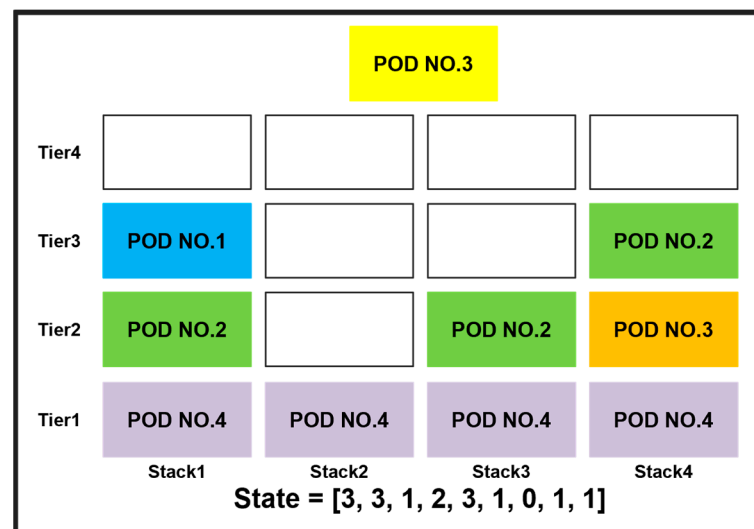 POD NO.3
Tier4
Tier3 POD NO.1 POD NO.2
Tier2 POD NO.2 POD NO.2 POD NO.3
Tier1 POD NO.4 POD NO.4 POD NO.4 POD NO.4
Stack1 Stack2 Stack3 Stack4
State = [3, 3, 1, 2, 3, 1, 0, 1, 1]